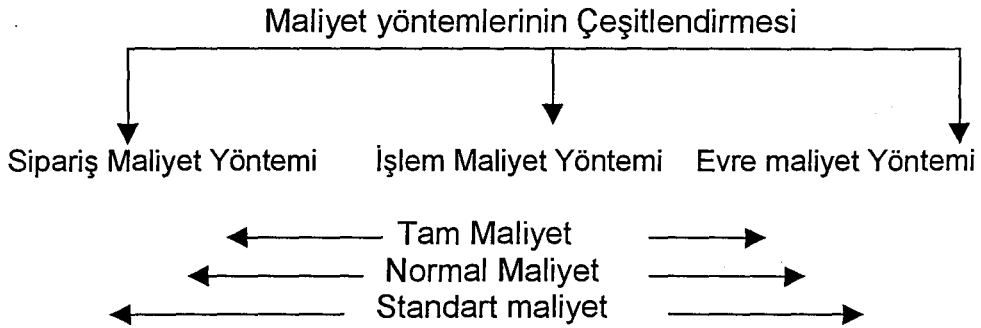 Maliyet yöntemlerinin Çeşitlendirmesi
Sipariş Maliyet Yöntemi İşlem Maliyet Yöntemi Evre maliyet Yöntemi
Tam Maliyet
Normal Maliyet
Standart maliyet